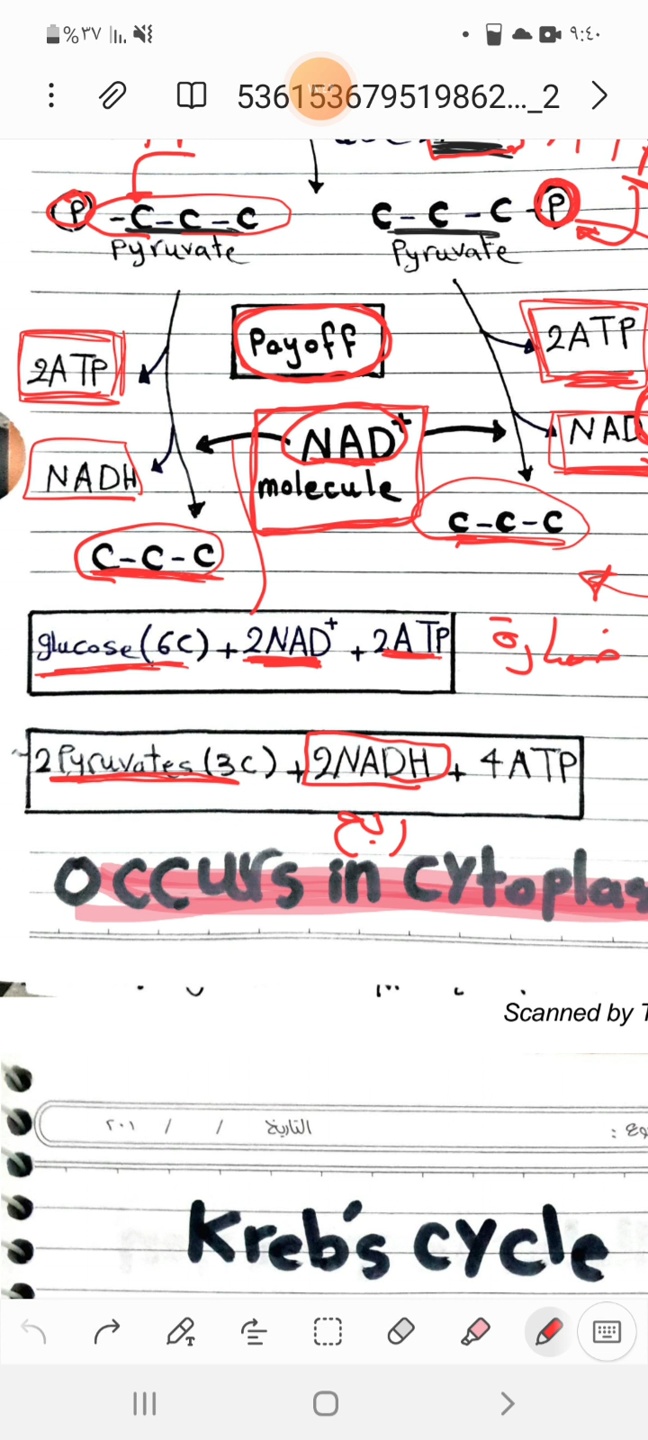 %٣٧ ٩:٤٠
536153679519862..._2
P -C-C-C C-C-C-P
Pyruvate Pyruvate
Payoff
2ATP 2ATP
NAD+ NAD
NADH molecule
C-C-C
C-C-C
glucose(6C)+2NAD+ +2ATP
2Pyruvates(3C)+2NADH+4ATP
ربح
occurs in cytoplas
Scanned by T
التاريخ / / ٢٠١
Kreb's cycle